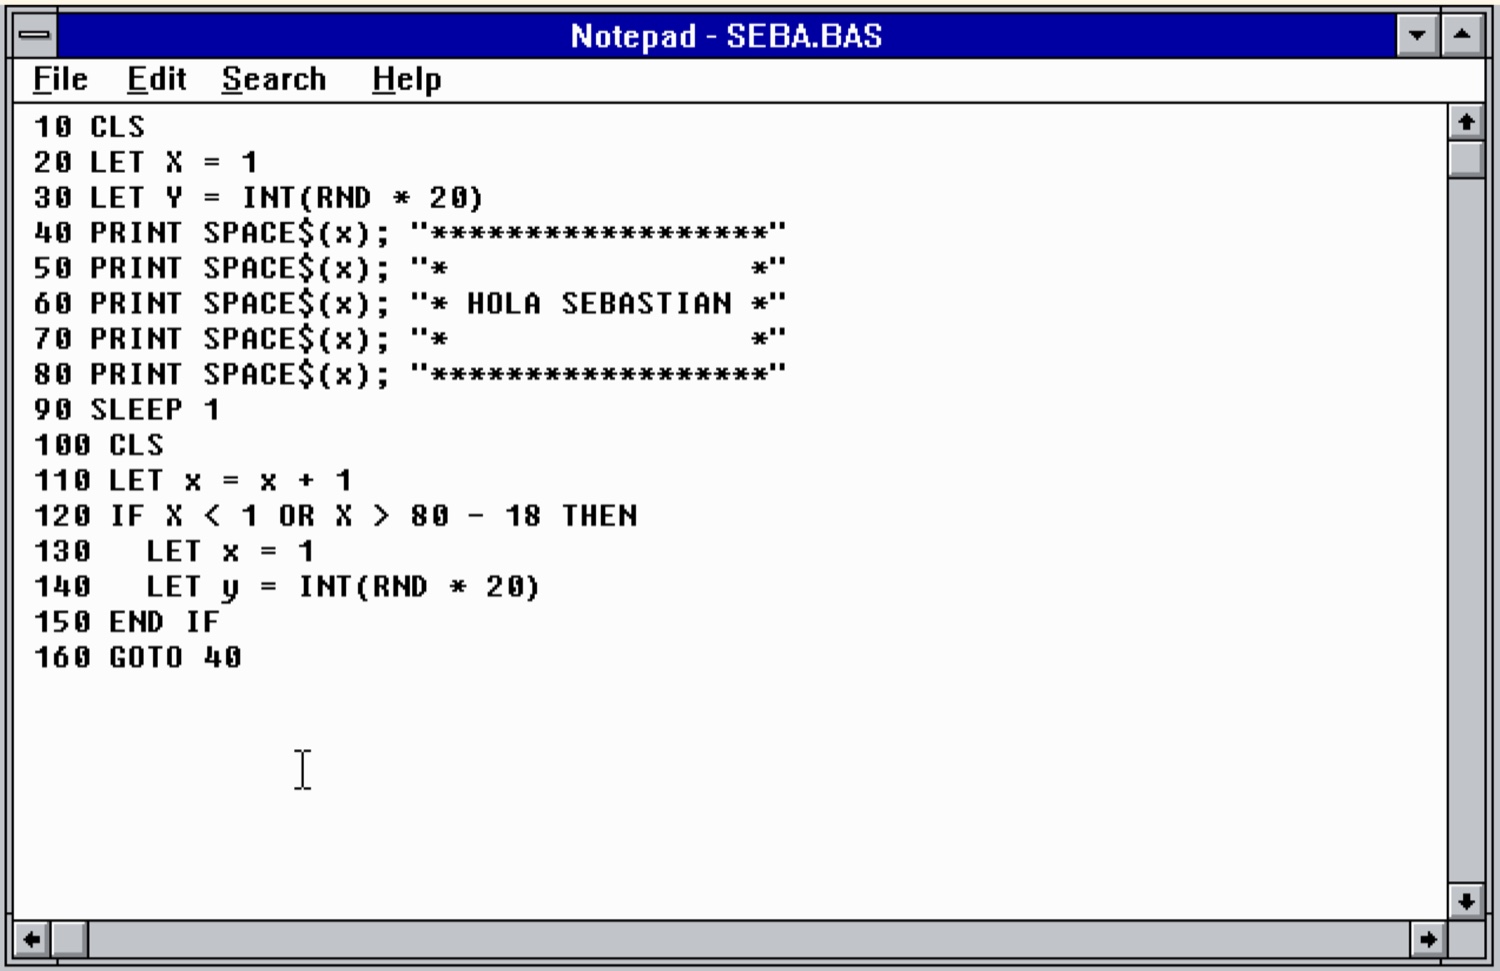 Notepad - SEBA.BAS
File Edit Search Help
10 CLS
20 LET X = 1
30 LET Y = INT(RND * 20)
40 PRINT SPACE$(x); "******************"
50 PRINT SPACE$(x); "*                *"
60 PRINT SPACE$(x); "* HOLA SEBASTIAN *"
70 PRINT SPACE$(x); "*                *"
80 PRINT SPACE$(x); "******************"
90 SLEEP 1
100 CLS
110 LET x = x + 1
120 IF X < 1 OR X > 80 - 18 THEN
130   LET x = 1
140   LET y = INT(RND * 20)
150 END IF
160 GOTO 40